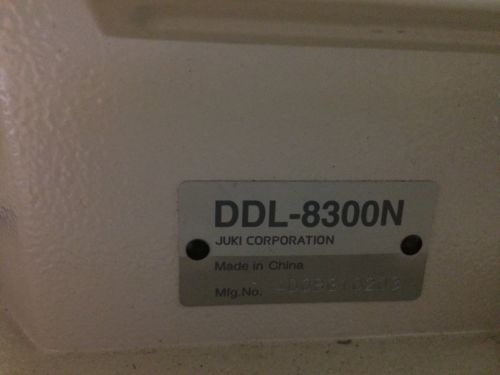 DDL-8300N
JUKI CORPORATION
Made in China
Mfg.No.